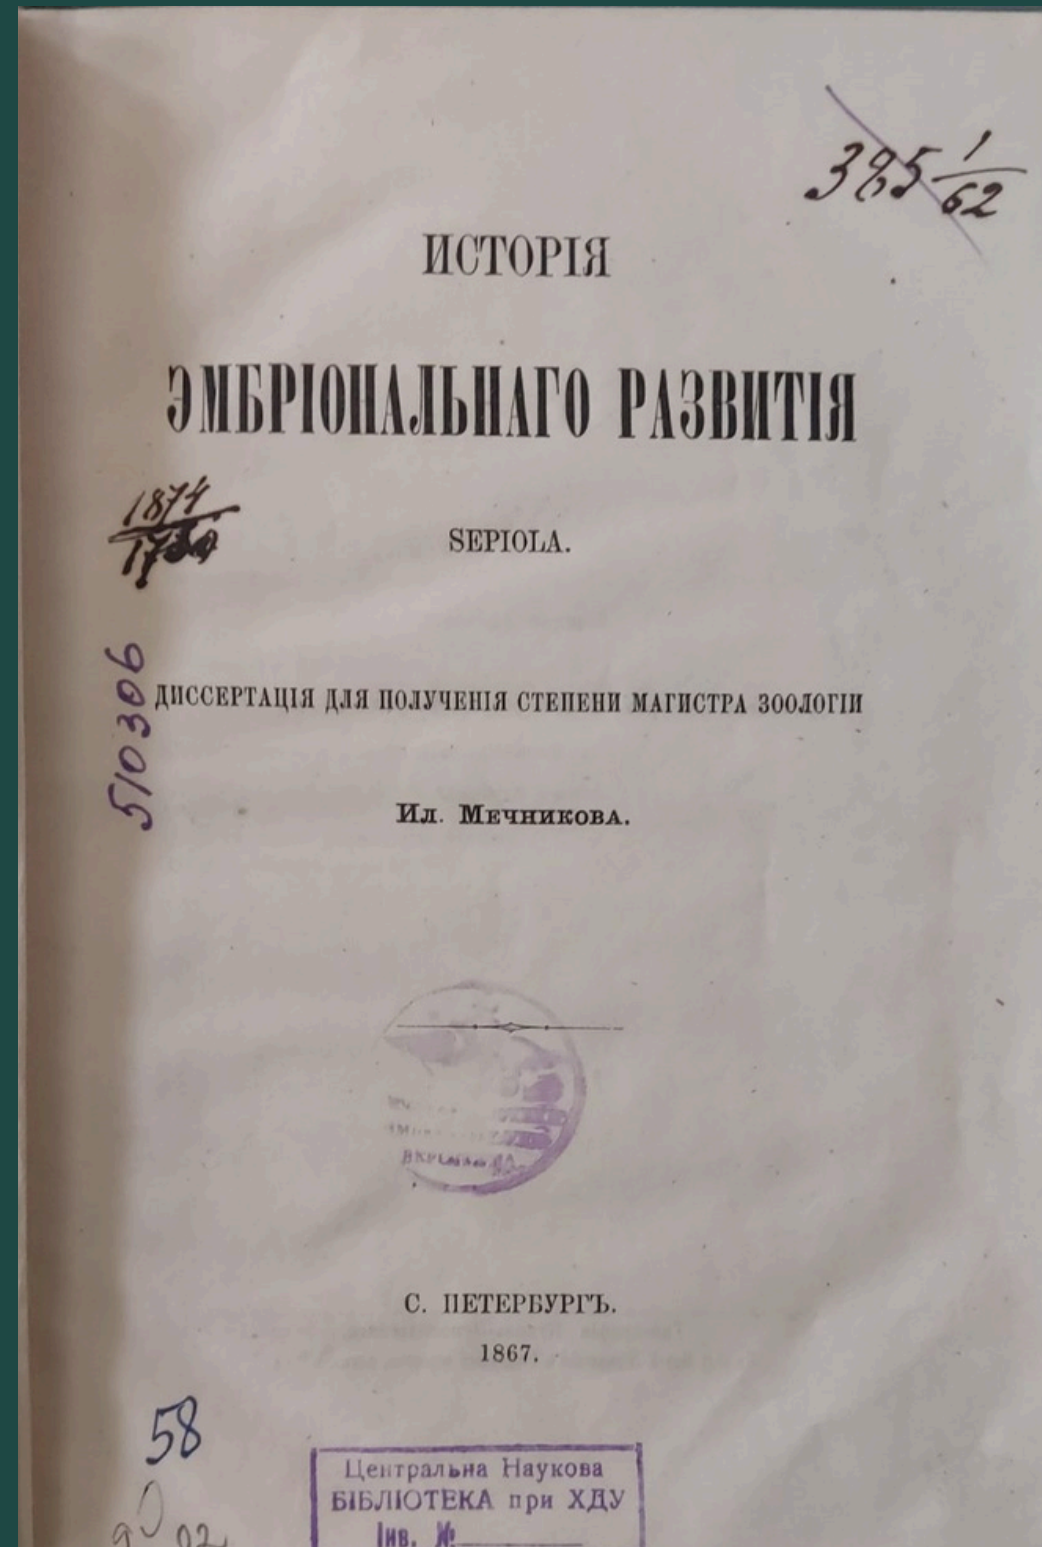 385 1/62
ИСТОРІЯ
ЭМБРІОНАЛЬНАГО РАЗВИТІЯ
1874
SEPIOLA.
510306
ДИССЕРТАЦІЯ ДЛЯ ПОЛУЧЕНІЯ СТЕПЕНИ МАГИСТРА ЗООЛОГІИ
Ил. Мечникова.
С. ПЕТЕРБУРГЪ.
1867.
58
Центральна Наукова
БІБЛІОТЕКА при ХДУ
Інв. №